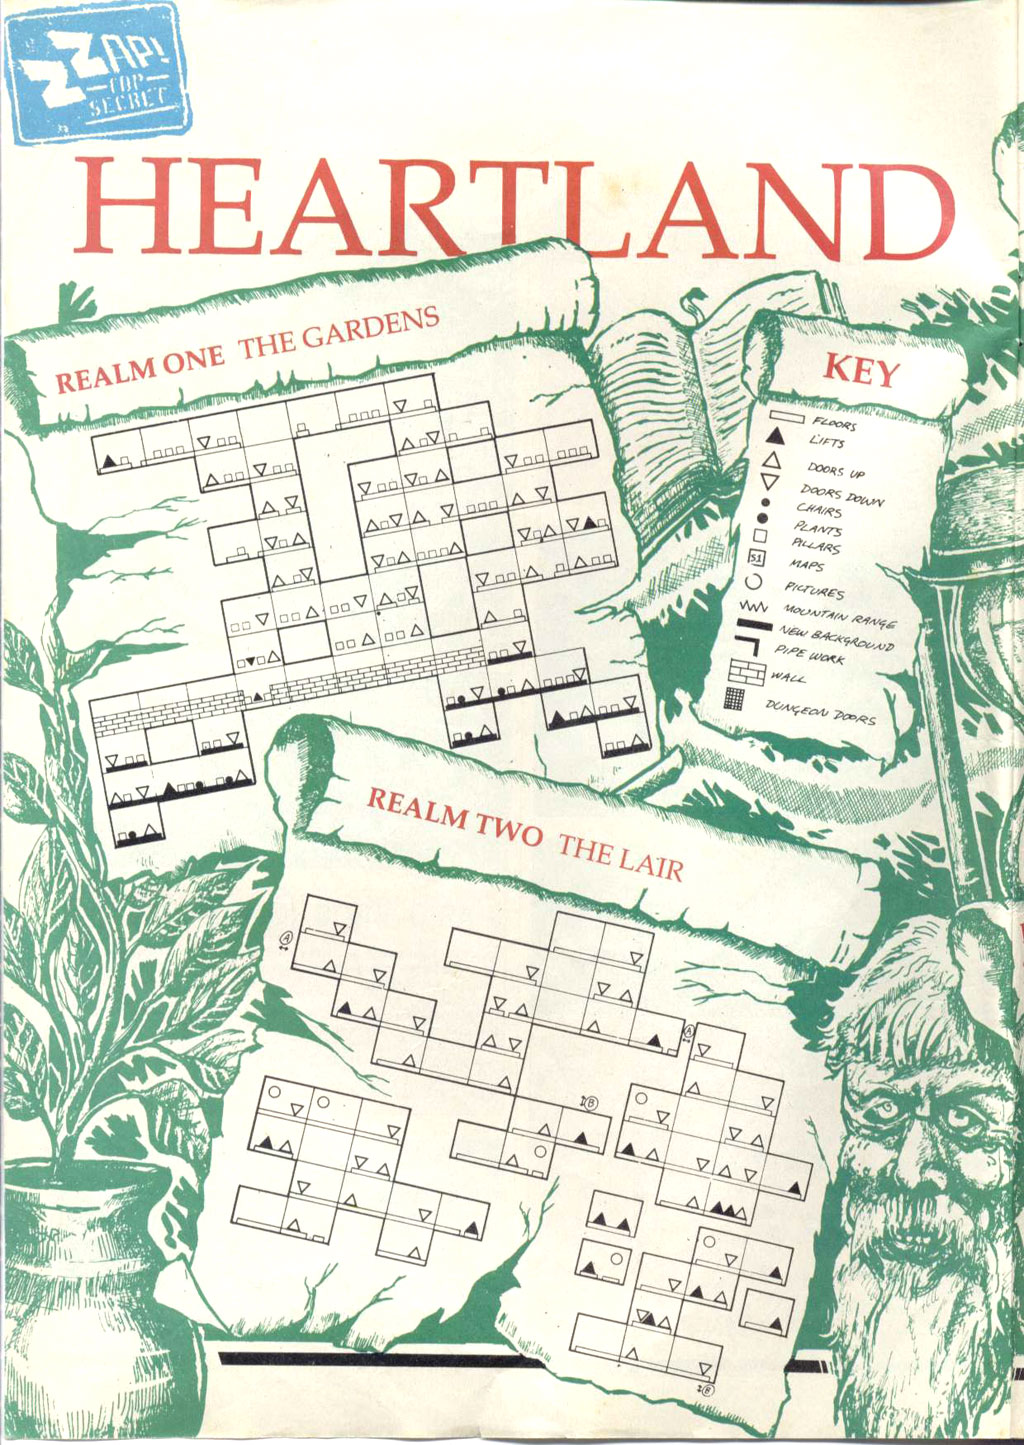 ZZAP!
TOP
SECRET
HEARTLAND
REALM ONE THE GARDENS
KEY
FLOORS
LIFTS
DOORS UP
DOORS DOWN
CHAIRS
PLANTS
PILLARS
51 MAPS
PICTURES
MOUNTAIN RANGE
NEW BACKGROUND
PIPE WORK
WALL
DUNGEON DOORS
REALM TWO THE LAIR
A
A
B
B